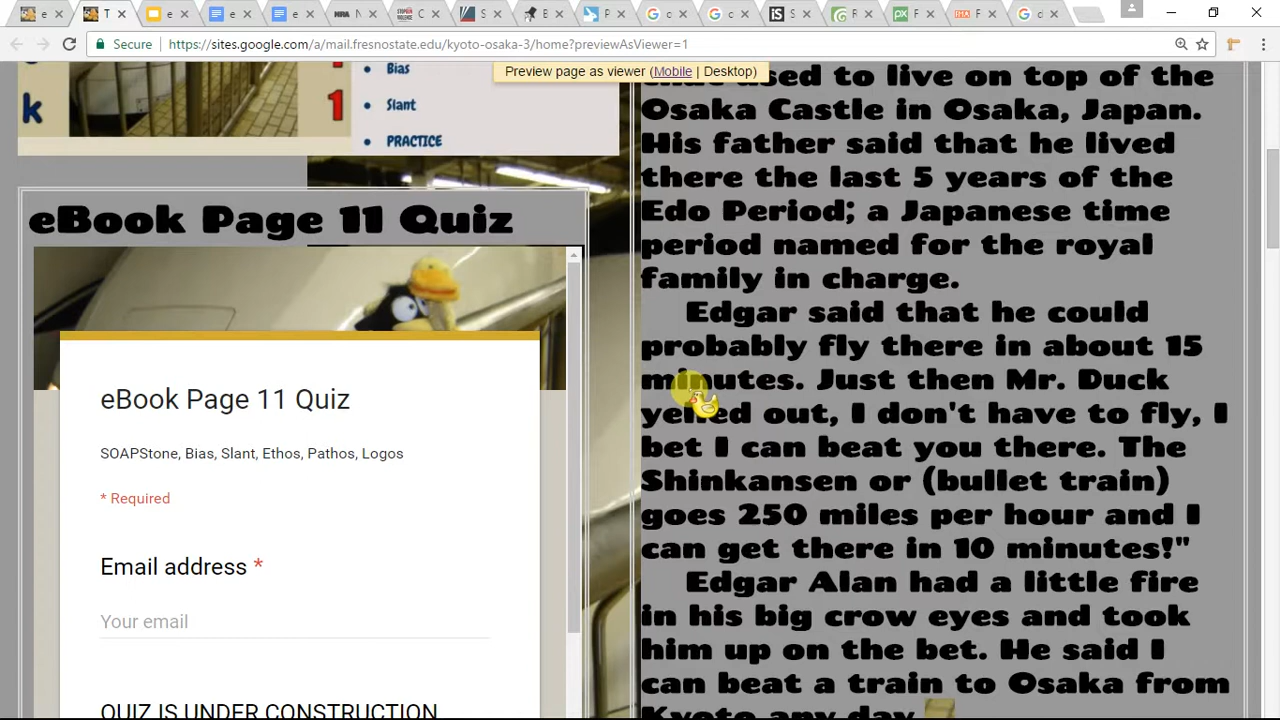 e
T
e
e
e
NRA N
C
S
B
P
c
S
R
F
d
Secure
https://sites.google.com/a/mail.fresnostate.edu/kyoto-osaka-3/home?previewAsViewer=1
Preview page as viewer (Mobile | Desktop)
k
1
Bias
Slant
PRACTICE
eBook Page 11 Quiz
eBook Page 11 Quiz
SOAPStone, Bias, Slant, Ethos, Pathos, Logos
* Required
Email address *
Your email
QUIZ IS UNDER CONSTRUCTION
that used to live on top of the
Osaka Castle in Osaka, Japan.
His father said that he lived
there the last 5 years of the
Edo Period; a Japanese time
period named for the royal
family in charge.
Edgar said that he could
probably fly there in about 15
minutes. Just then Mr. Duck
yelled out, I don't have to fly, I
bet I can beat you there. The
Shinkansen or (bullet train)
goes 250 miles per hour and I
can get there in 10 minutes!"
Edgar Alan had a little fire
in his big crow eyes and took
him up on the bet. He said I
can beat a train to Osaka from
Kyoto any day